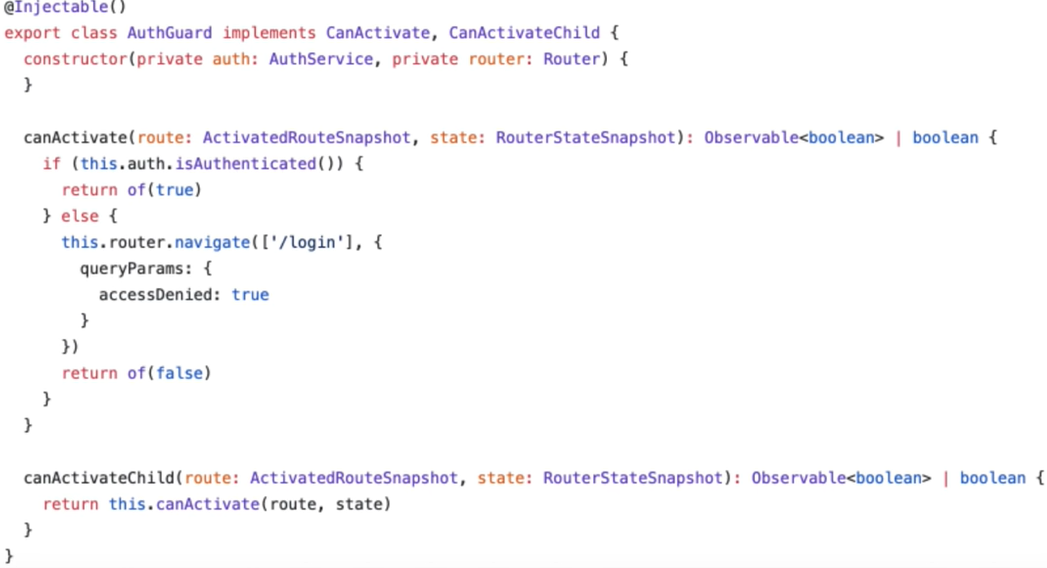 @Injectable()
export class AuthGuard implements CanActivate, CanActivateChild {
  constructor(private auth: AuthService, private router: Router) {
  }

  canActivate(route: ActivatedRouteSnapshot, state: RouterStateSnapshot): Observable<boolean> | boolean {
    if (this.auth.isAuthenticated()) {
      return of(true)
    } else {
      this.router.navigate(['/login'], {
        queryParams: {
          accessDenied: true
        }
      })
      return of(false)
    }
  }

  canActivateChild(route: ActivatedRouteSnapshot, state: RouterStateSnapshot): Observable<boolean> | boolean {
    return this.canActivate(route, state)
  }
}